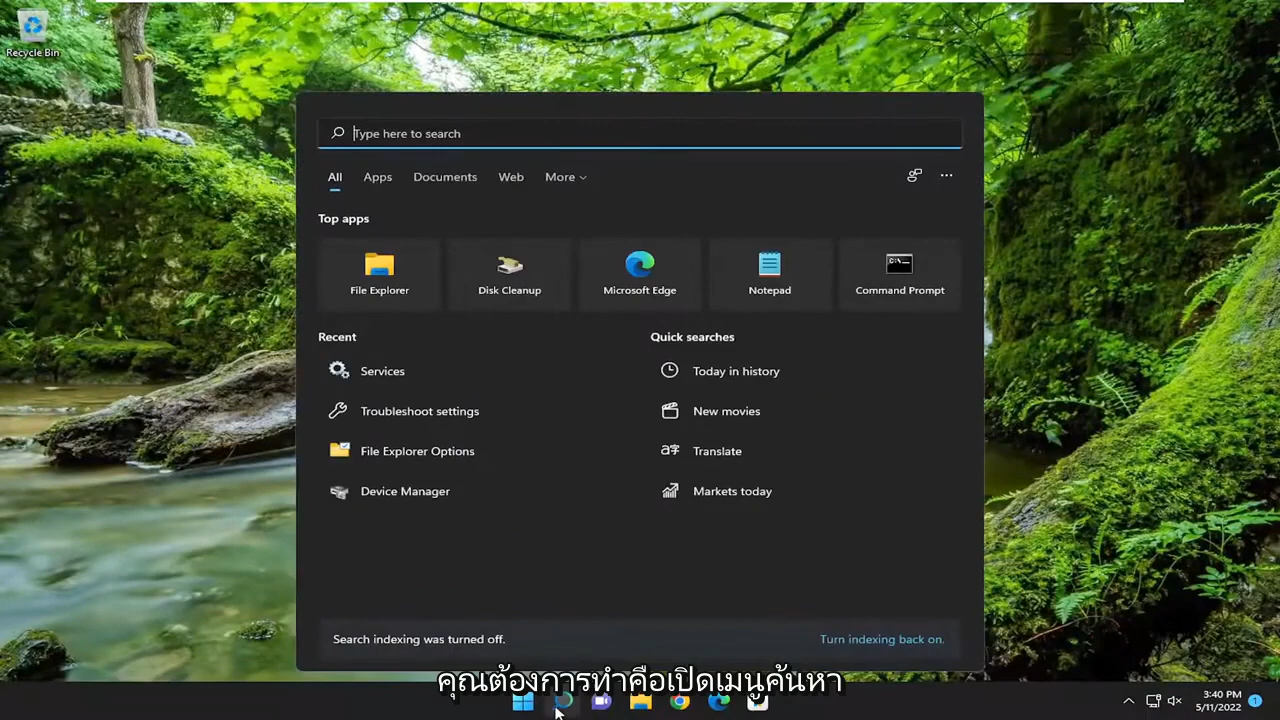 Recycle Bin
Type here to search
All Apps Documents Web More
Top apps
File Explorer Disk Cleanup Microsoft Edge Notepad Command Prompt
Recent Quick searches
Services Today in history
Troubleshoot settings New movies
File Explorer Options Translate
Device Manager Markets today
Search indexing was turned off. Turn indexing back on.
คุณต้องการทำคือเปิดเมนูค้นหา
3:40 PM
5/11/2022 1